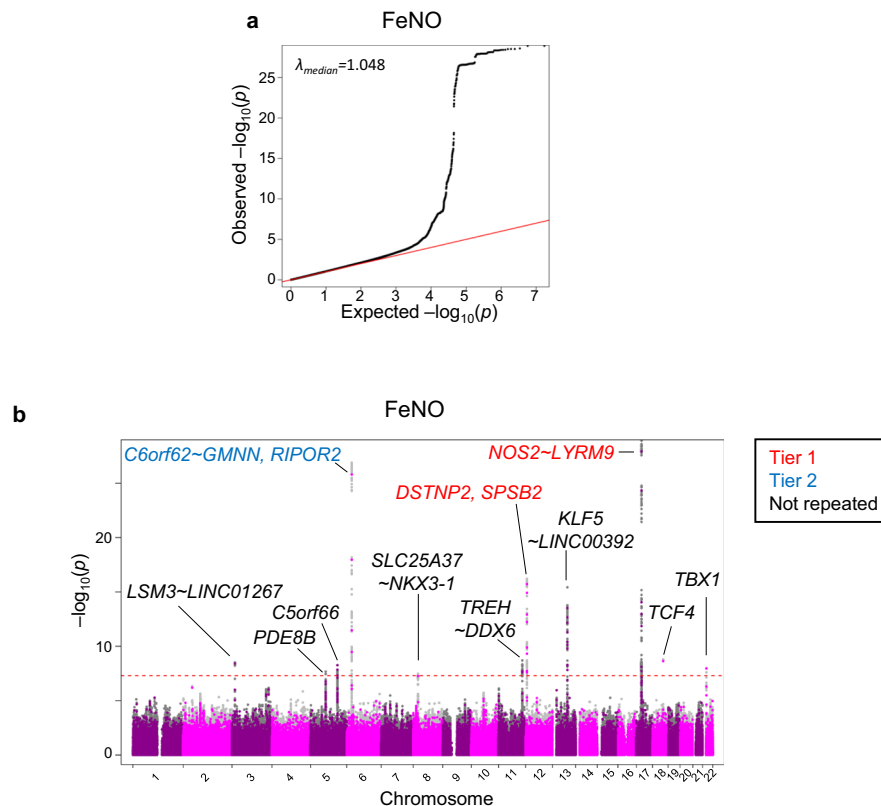 FeNO
a
λmedian=1.048
Observed –log10(p)
25
20
15
10
5
0
0 1 2 3 4 5 6 7
Expected –log10(p)
b
FeNO
C6orf62~GMNN, RIPOR2
NOS2~LYRM9
DSTNP2, SPSB2
KLF5
~LINC00392
SLC25A37
~NKX3-1
LSM3~LINC01267
C5orf66
PDE8B
TREH
~DDX6
TBX1
TCF4
Tier 1
Tier 2
Not repeated
–log10(p)
20
10
0
1 2 3 4 5 6 7 8 9 10 11 12 13 14 15 16 17 18 19 20 21 22
Chromosome